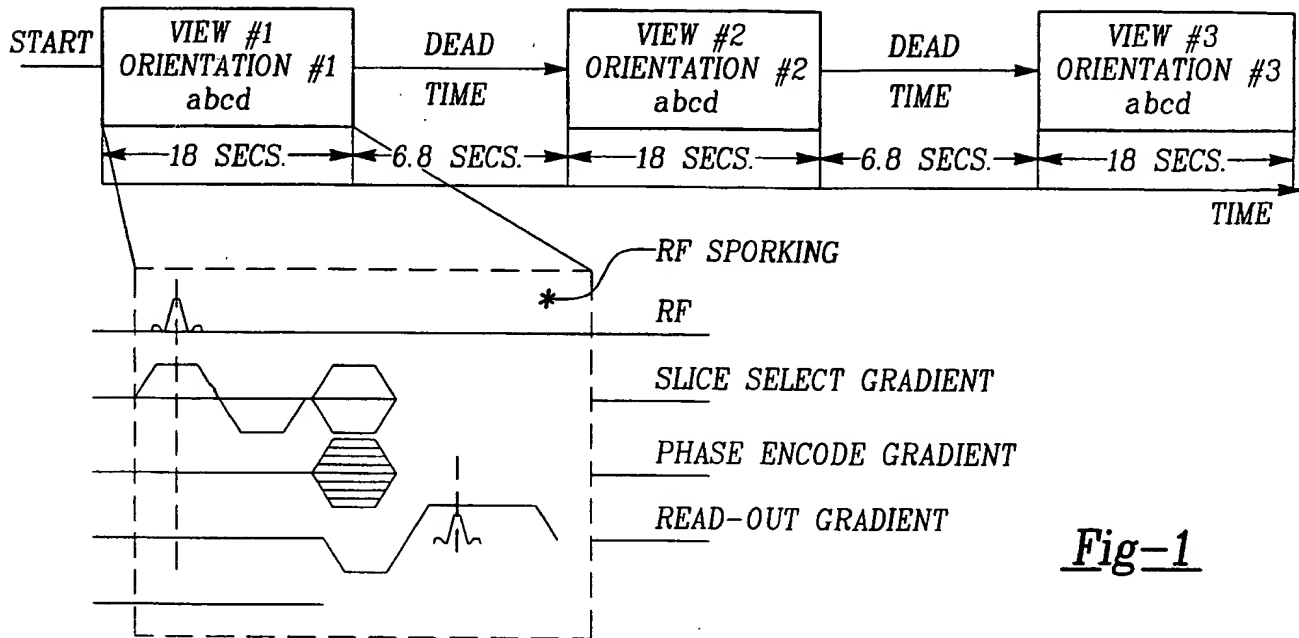 START
VIEW #1
ORIENTATION #1
abcd
DEAD
TIME
VIEW #2
ORIENTATION #2
abcd
DEAD
TIME
VIEW #3
ORIENTATION #3
abcd
18 SECS.
6.8 SECS.
18 SECS.
6.8 SECS.
18 SECS.
TIME
* RF SPORKING
RF
SLICE SELECT GRADIENT
PHASE ENCODE GRADIENT
READ-OUT GRADIENT
Fig-1